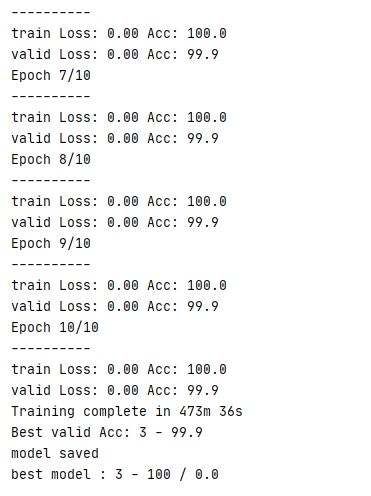 ----------
train Loss: 0.00 Acc: 100.0
valid Loss: 0.00 Acc: 99.9
Epoch 7/10
----------
train Loss: 0.00 Acc: 100.0
valid Loss: 0.00 Acc: 99.9
Epoch 8/10
----------
train Loss: 0.00 Acc: 100.0
valid Loss: 0.00 Acc: 99.9
Epoch 9/10
----------
train Loss: 0.00 Acc: 100.0
valid Loss: 0.00 Acc: 99.9
Epoch 10/10
----------
train Loss: 0.00 Acc: 100.0
valid Loss: 0.00 Acc: 99.9
Training complete in 473m 36s
Best valid Acc: 3 - 99.9
model saved
best model : 3 - 100 / 0.0